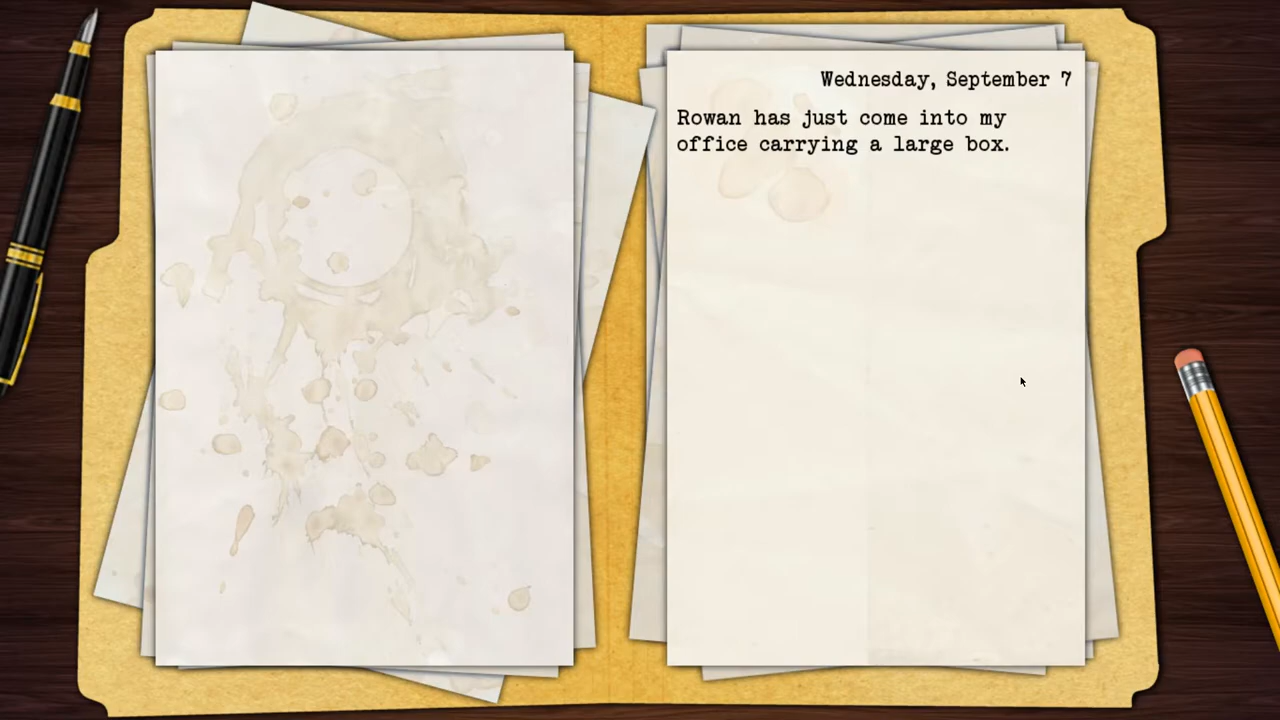 Wednesday, September 7
Rowan has just come into my
office carrying a large box.